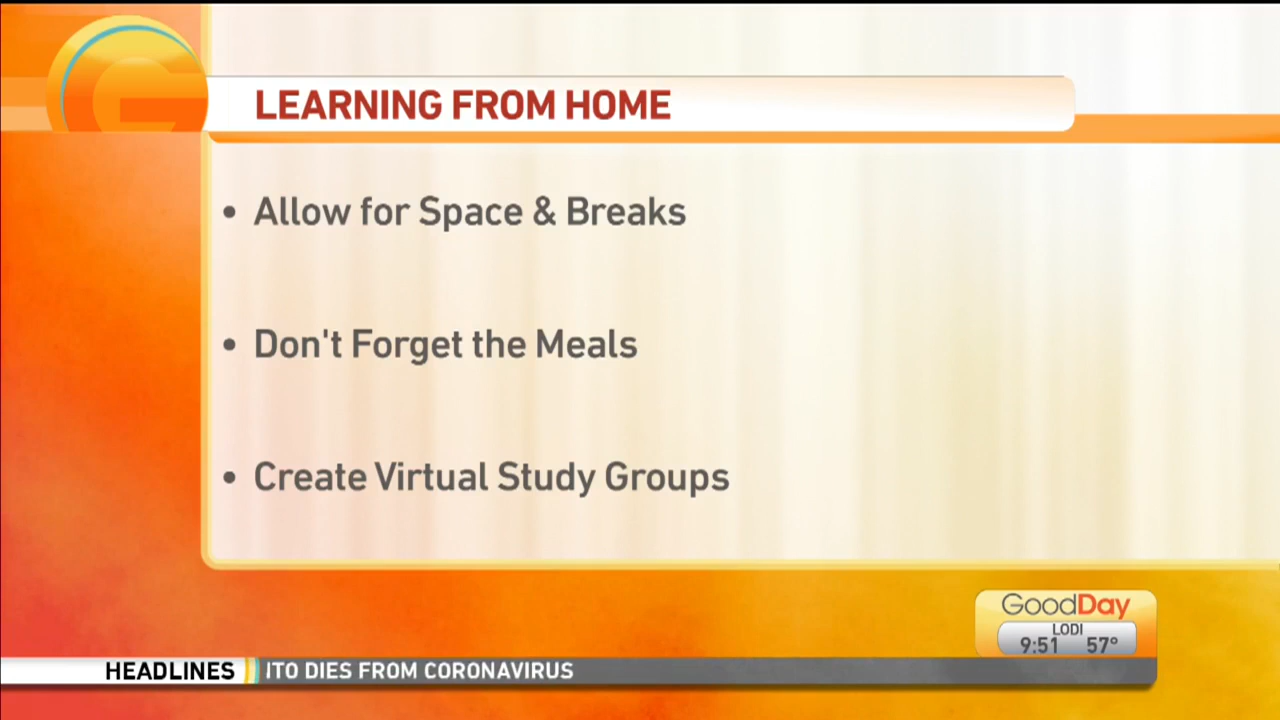 LEARNING FROM HOME
• Allow for Space & Breaks
• Don't Forget the Meals
• Create Virtual Study Groups
GoodDay
LODI
9:51 57°
HEADLINES ITO DIES FROM CORONAVIRUS